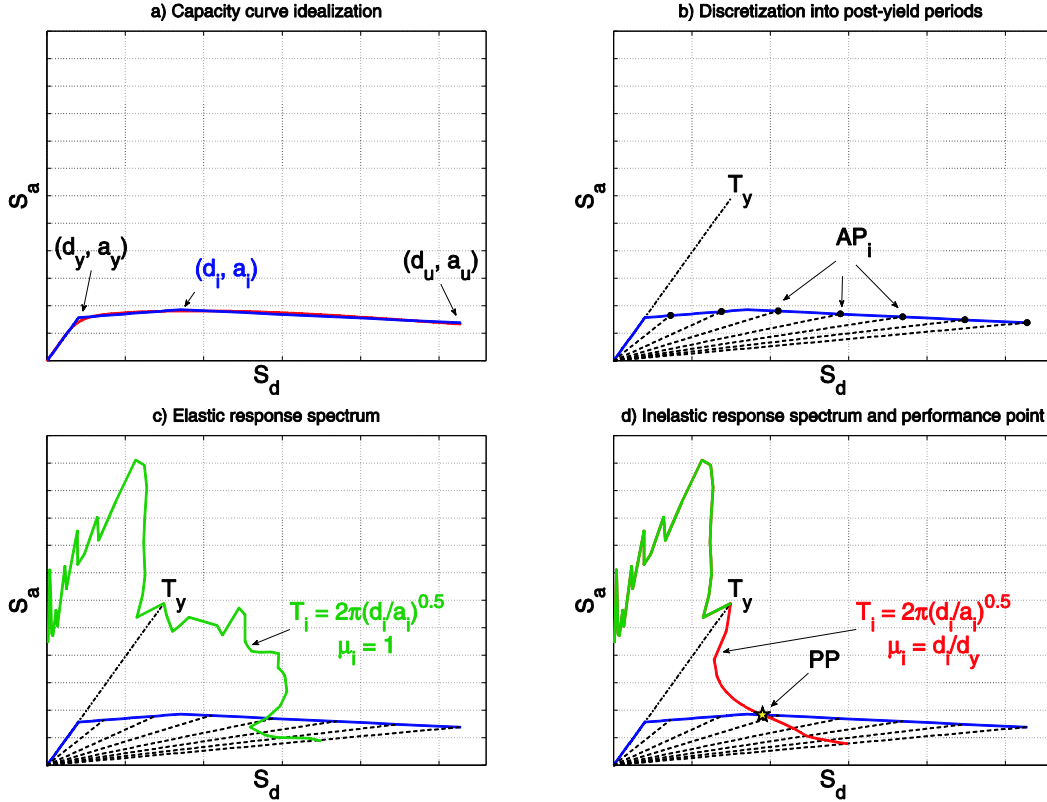 a) Capacity curve idealization
S_a
(d_y, a_y)
(d_i, a_i)
(d_u, a_u)
S_d
b) Discretization into post-yield periods
S_a
T_y
AP_i
S_d
c) Elastic response spectrum
S_a
T_y
T_i = 2π(d_i/a_i)^0.5
μ_i = 1
S_d
d) Inelastic response spectrum and performance point
S_a
T_y
T_i = 2π(d_i/a_i)^0.5
μ_i = d_i/d_y
PP
S_d